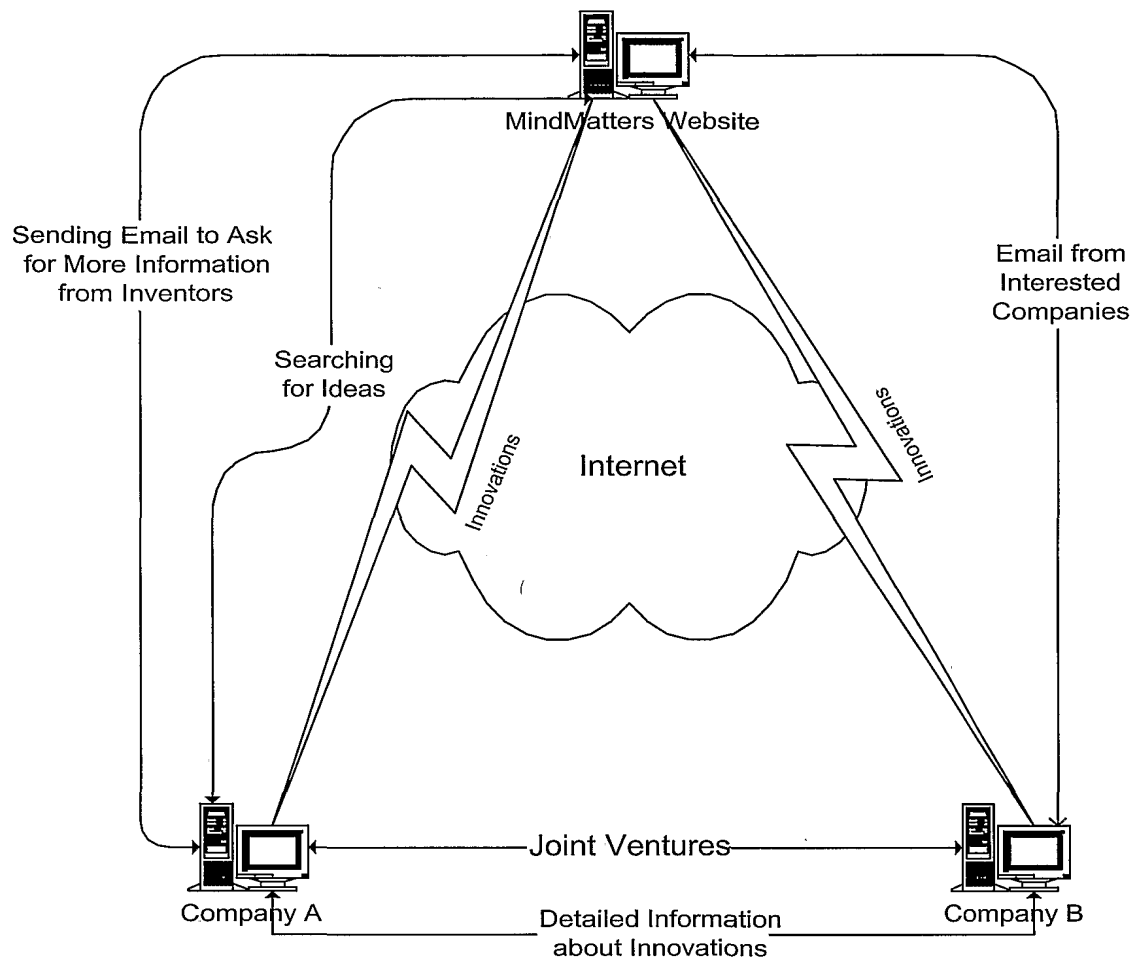 MindMatters Website
Sending Email to Ask
for More Information
from Inventors
Email from
Interested
Companies
Searching
for Ideas
Innovations
Internet
Innovations
Joint Ventures
Company A
Company B
Detailed Information
about Innovations